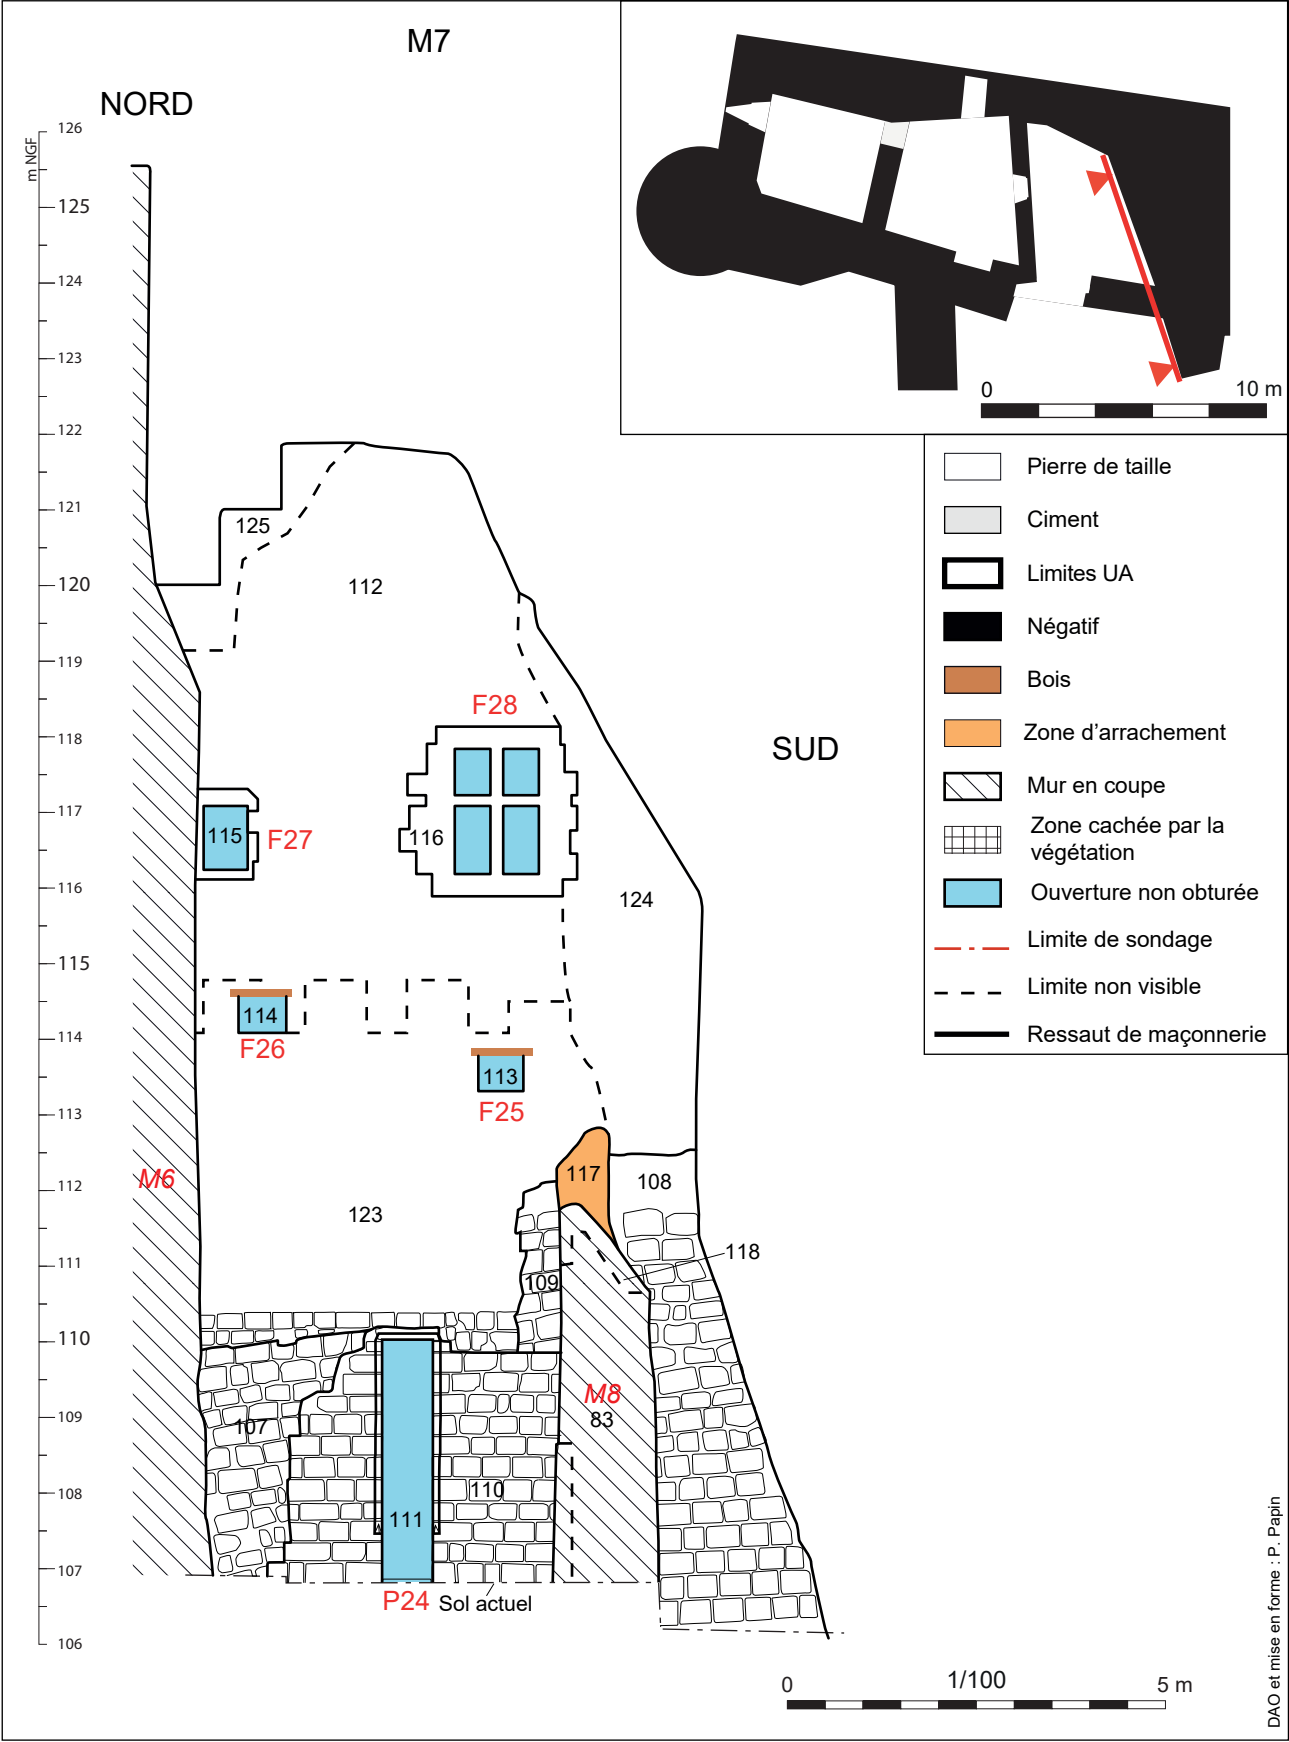 M7
NORD
m NGF
126
125
124
123
122
121
120
119
118
117
116
115
114
113
112
111
110
109
108
107
106
0
10 m
Pierre de taille
Ciment
Limites UA
Négatif
Bois
Zone d'arrachement
Mur en coupe
Zone cachée par la
végétation
Ouverture non obturée
Limite de sondage
Limite non visible
Ressaut de maçonnerie
125
112
F28
SUD
115
F27
116
124
114
F26
113
F25
M6
117
108
123
118
109
M8
83
107
110
111
P24
Sol actuel
0
1/100
5 m
DAO et mise en forme : P. Papin